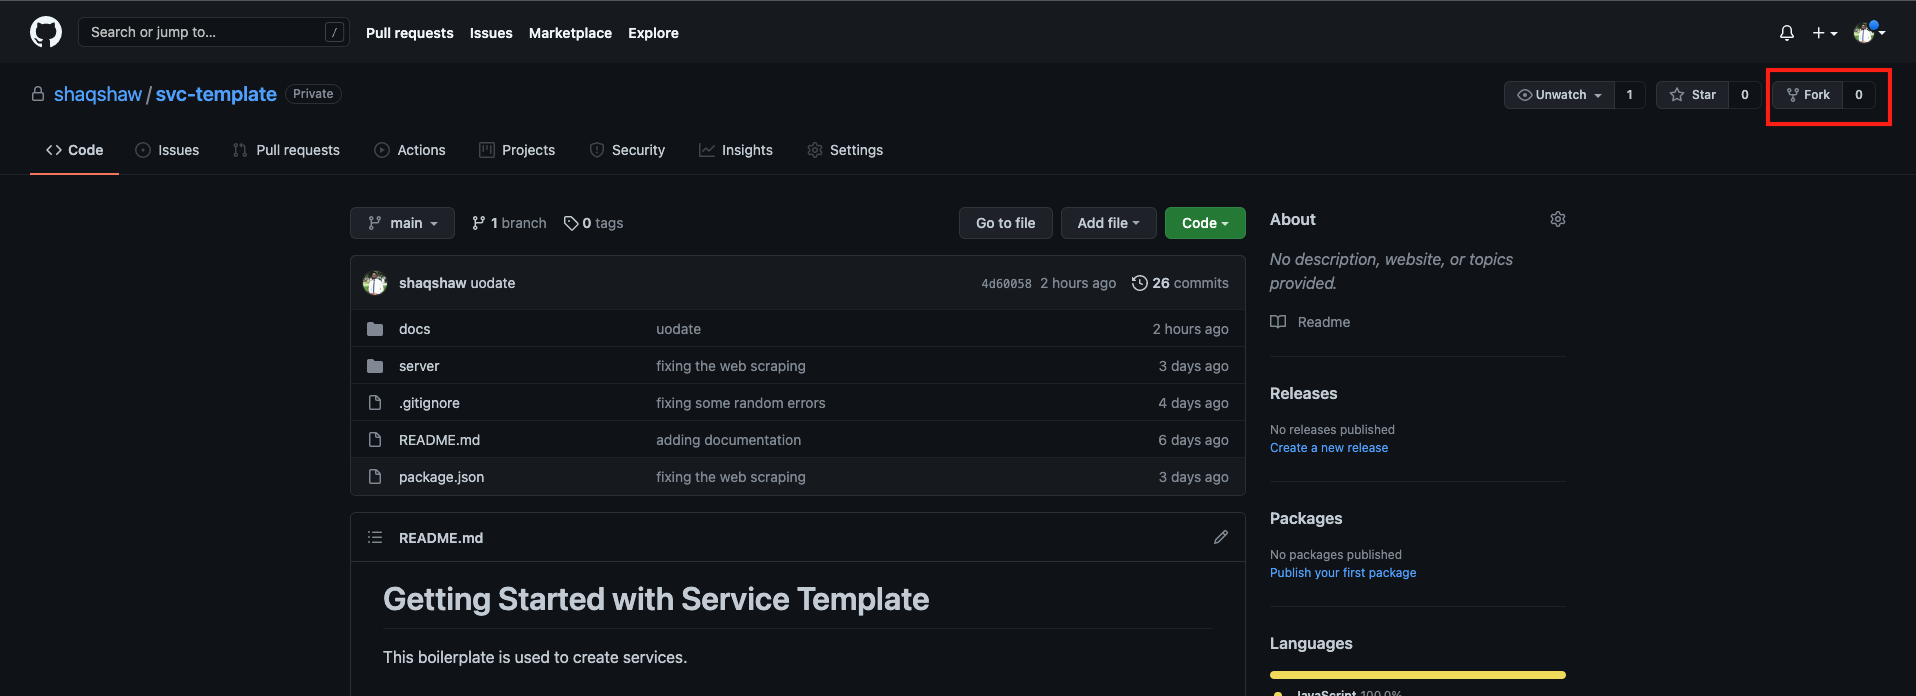 Search or jump to... /
Pull requests Issues Marketplace Explore
shaqshaw / svc-template Private
Unwatch 1 Star 0 Fork 0
Code Issues Pull requests Actions Projects Security Insights Settings
main 1 branch 0 tags Go to file Add file Code
shaqshaw uodate 4d60058 2 hours ago 26 commits
docs uodate 2 hours ago
server fixing the web scraping 3 days ago
.gitignore fixing some random errors 4 days ago
README.md adding documentation 6 days ago
package.json fixing the web scraping 3 days ago
README.md
Getting Started with Service Template
This boilerplate is used to create services.
About
No description, website, or topics
provided.
Readme
Releases
No releases published
Create a new release
Packages
No packages published
Publish your first package
Languages
JavaScript 100.0%